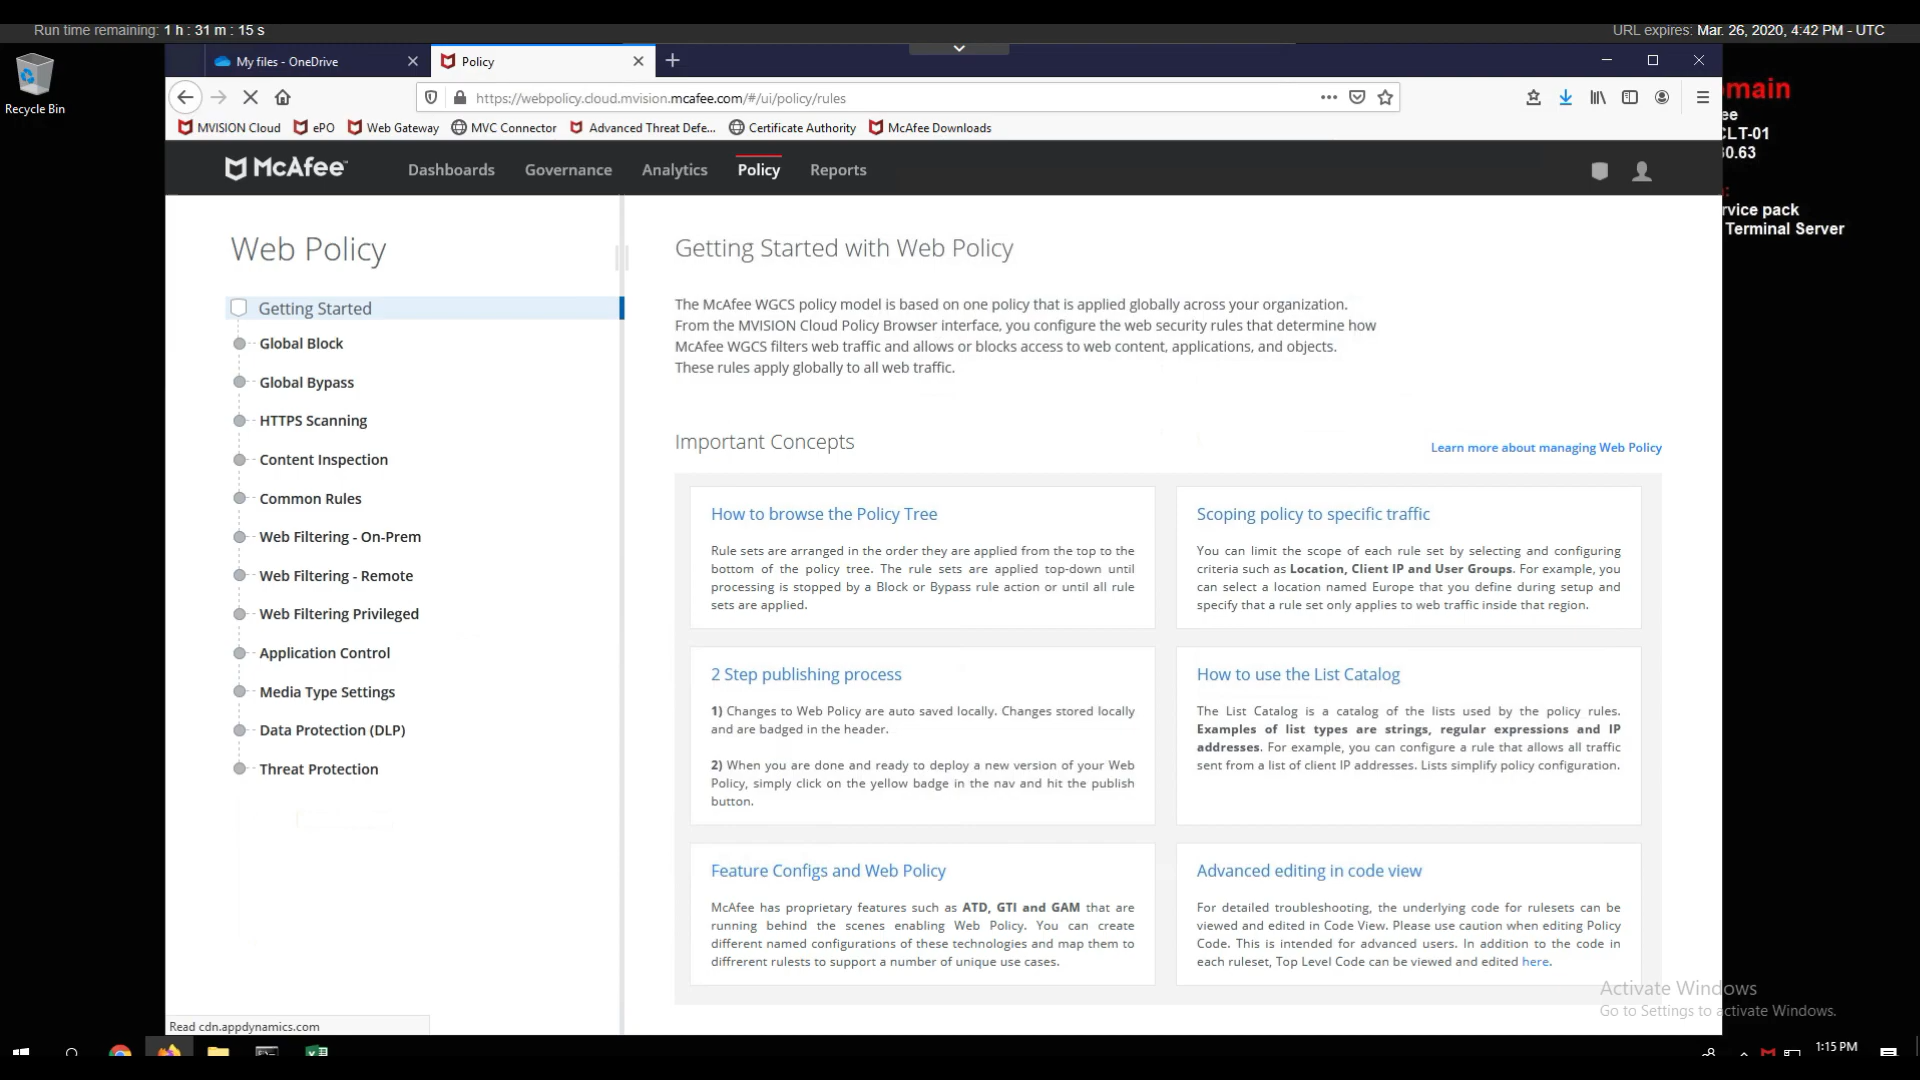 Run time remaining: 1 h : 31 m : 15 s
URL expires: Mar. 26, 2020, 4:42 PM - UTC
Recycle Bin
My files - OneDrive
Policy
https://webpolicy.cloud.mvision.mcafee.com/#/ui/policy/rules
MVISION Cloud
ePO
Web Gateway
MVC Connector
Advanced Threat Defe...
Certificate Authority
McAfee Downloads
main
ee
CLT-01
0.63
rvice pack
Terminal Server
McAfee™
Dashboards
Governance
Analytics
Policy
Reports
Web Policy
Getting Started
Global Block
Global Bypass
HTTPS Scanning
Content Inspection
Common Rules
Web Filtering - On-Prem
Web Filtering - Remote
Web Filtering Privileged
Application Control
Media Type Settings
Data Protection (DLP)
Threat Protection
Getting Started with Web Policy
The McAfee WGCS policy model is based on one policy that is applied globally across your organization.
From the MVISION Cloud Policy Browser interface, you configure the web security rules that determine how
McAfee WGCS filters web traffic and allows or blocks access to web content, applications, and objects.
These rules apply globally to all web traffic.
Important Concepts
Learn more about managing Web Policy
How to browse the Policy Tree
Rule sets are arranged in the order they are applied from the top to the
bottom of the policy tree. The rule sets are applied top-down until
processing is stopped by a Block or Bypass rule action or until all rule
sets are applied.
Scoping policy to specific traffic
You can limit the scope of each rule set by selecting and configuring
criteria such as Location, Client IP and User Groups. For example, you
can select a location named Europe that you define during setup and
specify that a rule set only applies to web traffic inside that region.
2 Step publishing process
1) Changes to Web Policy are auto saved locally. Changes stored locally
and are badged in the header.
2) When you are done and ready to deploy a new version of your Web
Policy, simply click on the yellow badge in the nav and hit the publish
button.
How to use the List Catalog
The List Catalog is a catalog of the lists used by the policy rules.
Examples of list types are strings, regular expressions and IP
addresses. For example, you can configure a rule that allows all traffic
sent from a list of client IP addresses. Lists simplify policy configuration.
Feature Configs and Web Policy
McAfee has proprietary features such as ATD, GTI and GAM that are
running behind the scenes enabling Web Policy. You can create
different named configurations of these technologies and map them to
different rulests to support a number of unique use cases.
Advanced editing in code view
For detailed troubleshooting, the underlying code for rulesets can be
viewed and edited in Code View. Please use caution when editing Policy
Code. This is intended for advanced users. In addition to the code in
each ruleset, Top Level Code can be viewed and edited here.
Activate Windows
Go to Settings to activate Windows.
Read cdn.appdynamics.com
1:15 PM